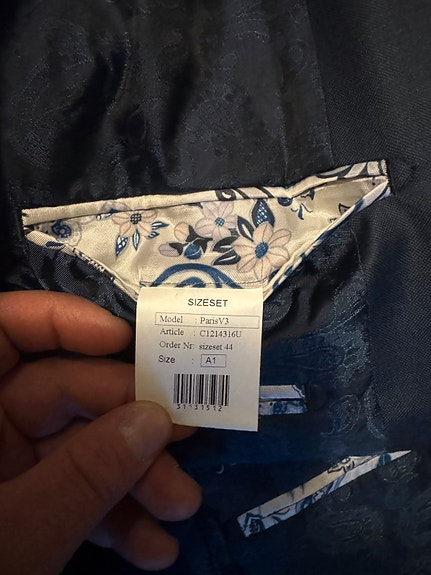 SIZESET
Model : ParisV3
Article : C1214316U
Order Nr: sizeset 44
Size : A1
31131512